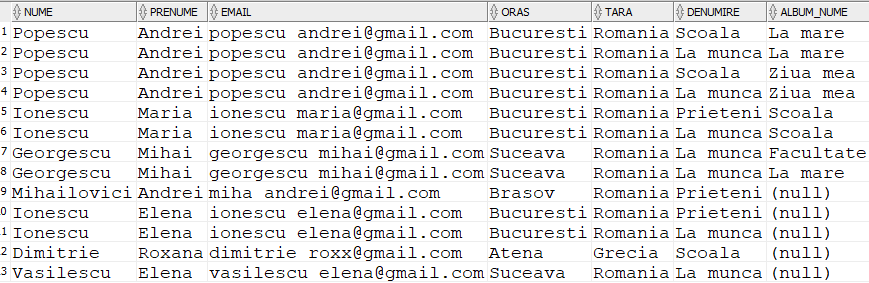 NUME PRENUME EMAIL ORAS TARA DENUMIRE ALBUM_NUME
1 Popescu Andrei popescu andrei@gmail.com Bucuresti Romania Scoala La mare
2 Popescu Andrei popescu andrei@gmail.com Bucuresti Romania La munca La mare
3 Popescu Andrei popescu andrei@gmail.com Bucuresti Romania Scoala Ziua mea
4 Popescu Andrei popescu andrei@gmail.com Bucuresti Romania La munca Ziua mea
5 Ionescu Maria ionescu maria@gmail.com Bucuresti Romania Prieteni Scoala
6 Ionescu Maria ionescu maria@gmail.com Bucuresti Romania La munca Scoala
7 Georgescu Mihai georgescu mihai@gmail.com Suceava Romania La munca Facultate
8 Georgescu Mihai georgescu mihai@gmail.com Suceava Romania La munca La mare
9 Mihailovici Andrei miha andrei@gmail.com Brasov Romania Prieteni (null)
0 Ionescu Elena ionescu elena@gmail.com Bucuresti Romania Prieteni (null)
1 Ionescu Elena ionescu elena@gmail.com Bucuresti Romania La munca (null)
2 Dimitrie Roxana dimitrie roxx@gmail.com Atena Grecia Scoala (null)
3 Vasilescu Elena vasilescu elena@gmail.com Suceava Romania La munca (null)